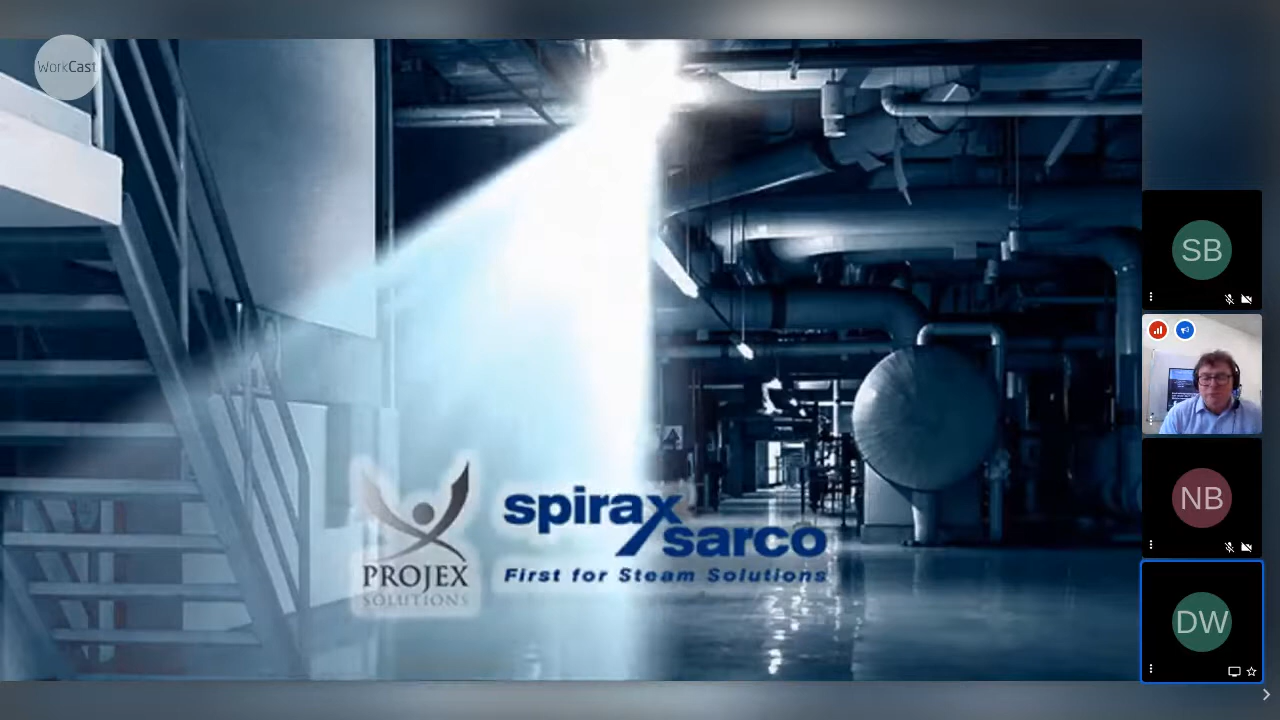 WorkCast
SB
PROJEX
SOLUTIONS
spirax
sarco
First for Steam Solutions
NB
DW